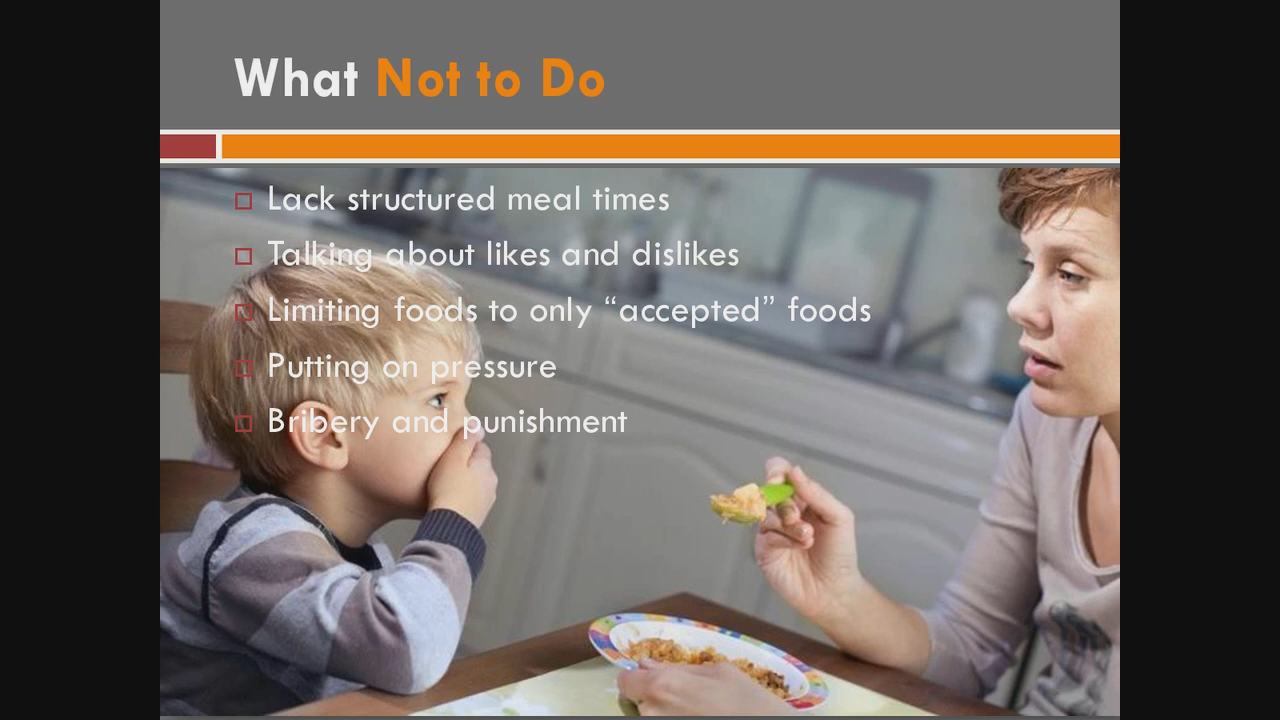 What Not to Do
Lack structured meal times
Talking about likes and dislikes
Limiting foods to only “accepted” foods
Putting on pressure
Bribery and punishment